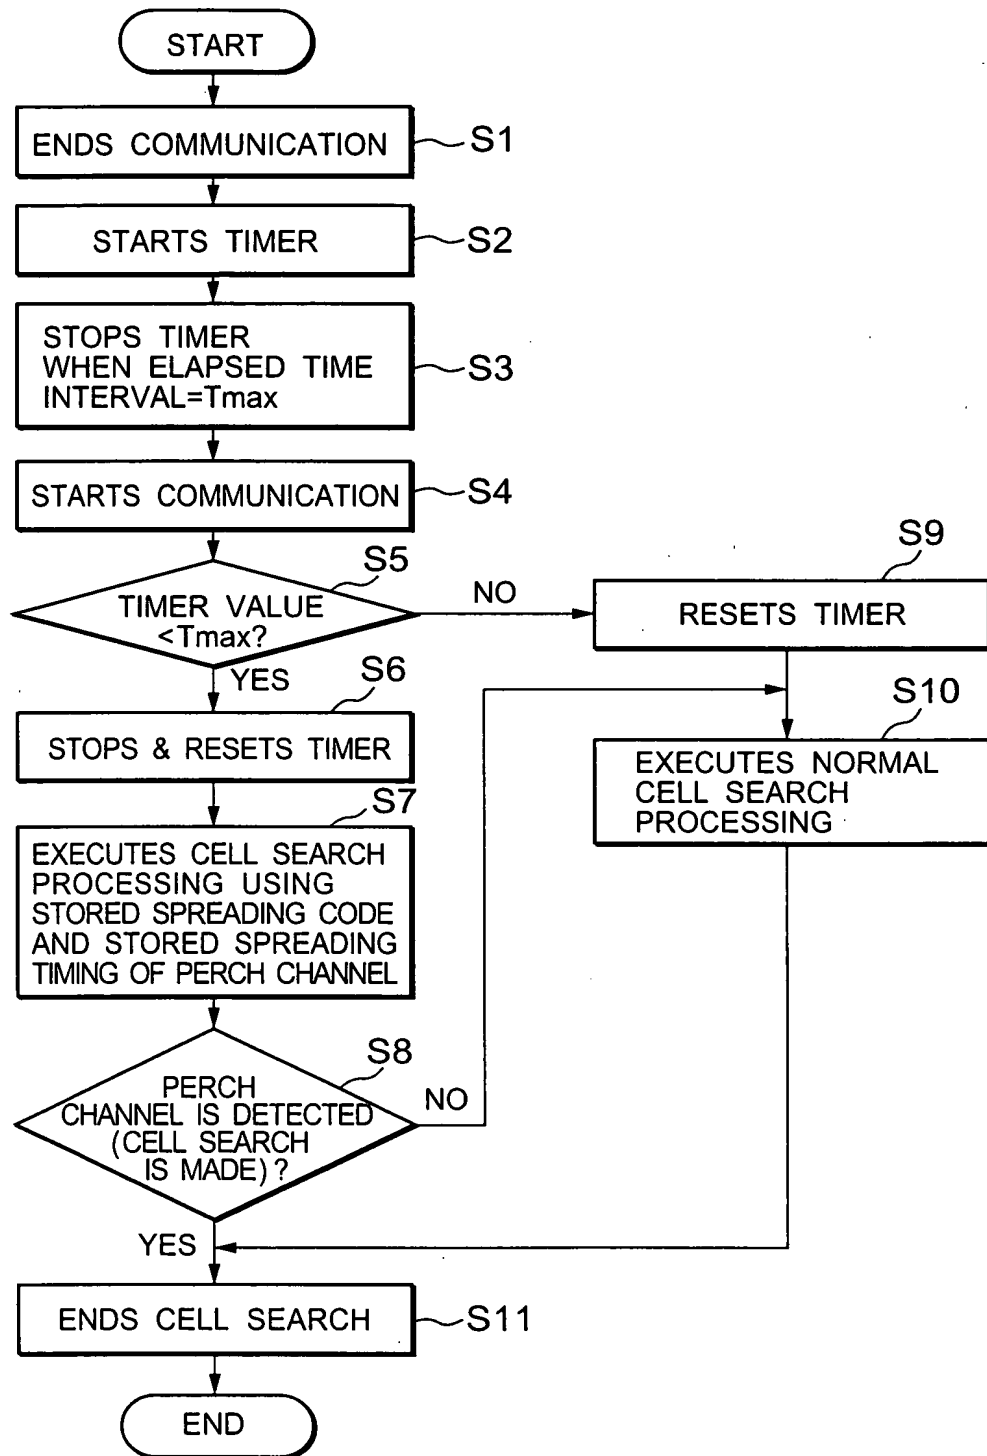 START
ENDS COMMUNICATION
S1
STARTS TIMER
S2
STOPS TIMER
WHEN ELAPSED TIME
INTERVAL=Tmax
S3
STARTS COMMUNICATION
S4
S5
TIMER VALUE
<Tmax?
NO
YES
S9
RESETS TIMER
S6
STOPS & RESETS TIMER
S10
EXECUTES NORMAL
CELL SEARCH
PROCESSING
S7
EXECUTES CELL SEARCH
PROCESSING USING
STORED SPREADING CODE
AND STORED SPREADING
TIMING OF PERCH CHANNEL
S8
PERCH
CHANNEL IS DETECTED
(CELL SEARCH
IS MADE)?
NO
YES
ENDS CELL SEARCH
S11
END